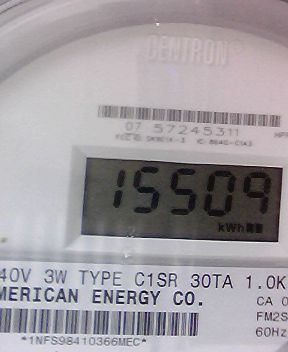 CENTRON®
07 57245311
15509
kWh
40V 3W TYPE C1SR 30TA 1.0K
MERICAN ENERGY CO.
CA 0
FM2S
60Hz
*1NFS98410366MEC*